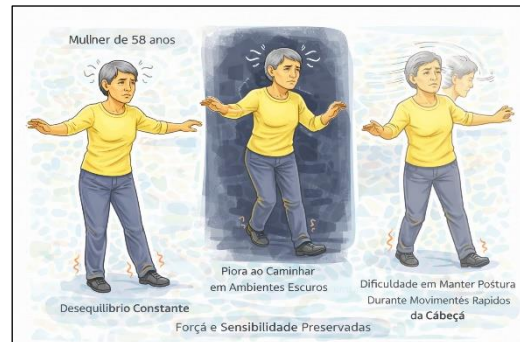 Mulner de 58 anos
Desequilibrio Constante
Piora ao Caminhar
em Ambientes Escuros
Dificuldade em Manter Postura
Durante Movimentés Rapidos
da Cábeçá
Forçá e Sensibilidade Preservadas